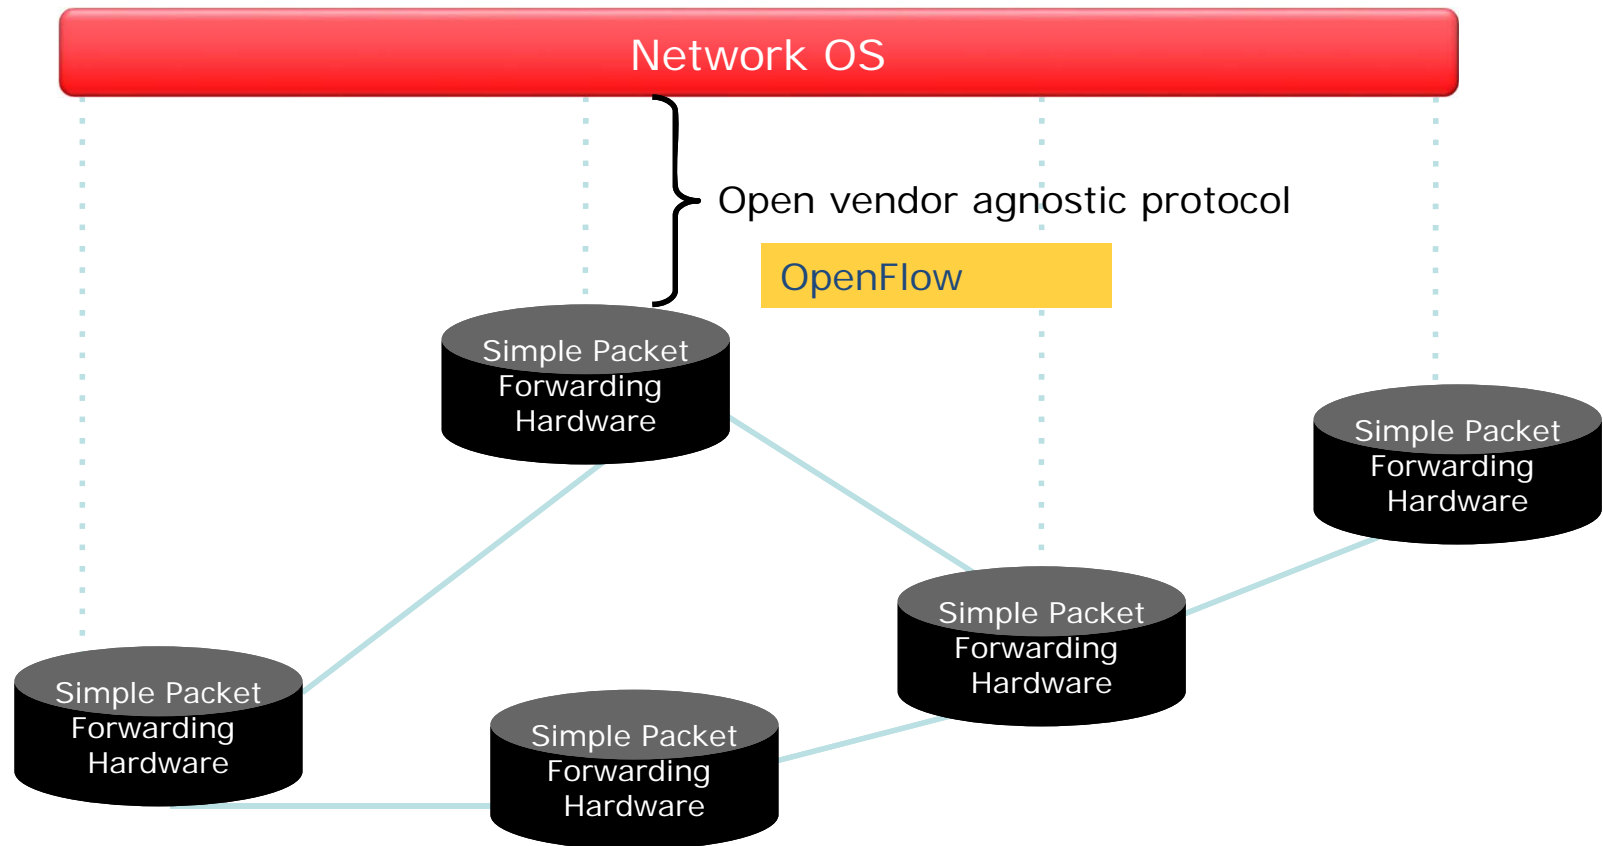 Network OS
Open vendor agnostic protocol
OpenFlow
Simple Packet
Forwarding
Hardware
Simple Packet
Forwarding
Hardware
Simple Packet
Forwarding
Hardware
Simple Packet
Forwarding
Hardware
Simple Packet
Forwarding
Hardware